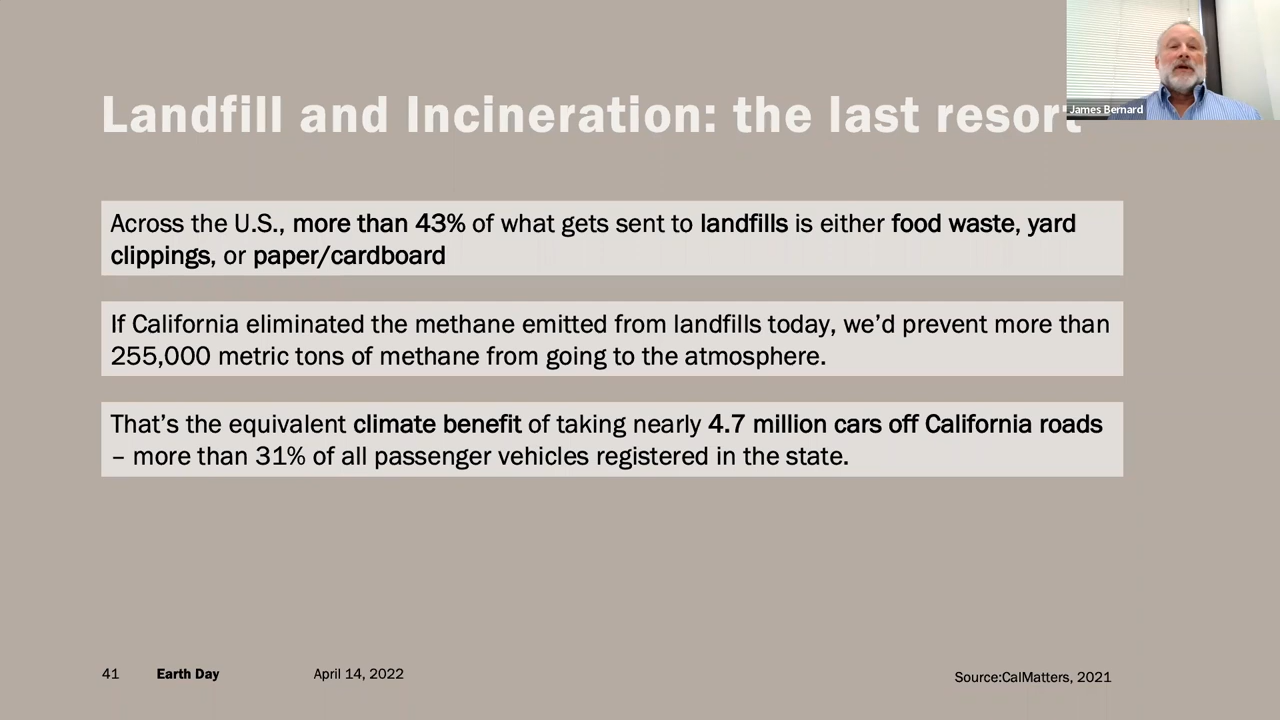 Landfill and incineration: the last resort
James Bernard
Across the U.S., more than 43% of what gets sent to landfills is either food waste, yard
clippings, or paper/cardboard
If California eliminated the methane emitted from landfills today, we’d prevent more than
255,000 metric tons of methane from going to the atmosphere.
That’s the equivalent climate benefit of taking nearly 4.7 million cars off California roads
– more than 31% of all passenger vehicles registered in the state.
41 Earth Day April 14, 2022
Source:CalMatters, 2021